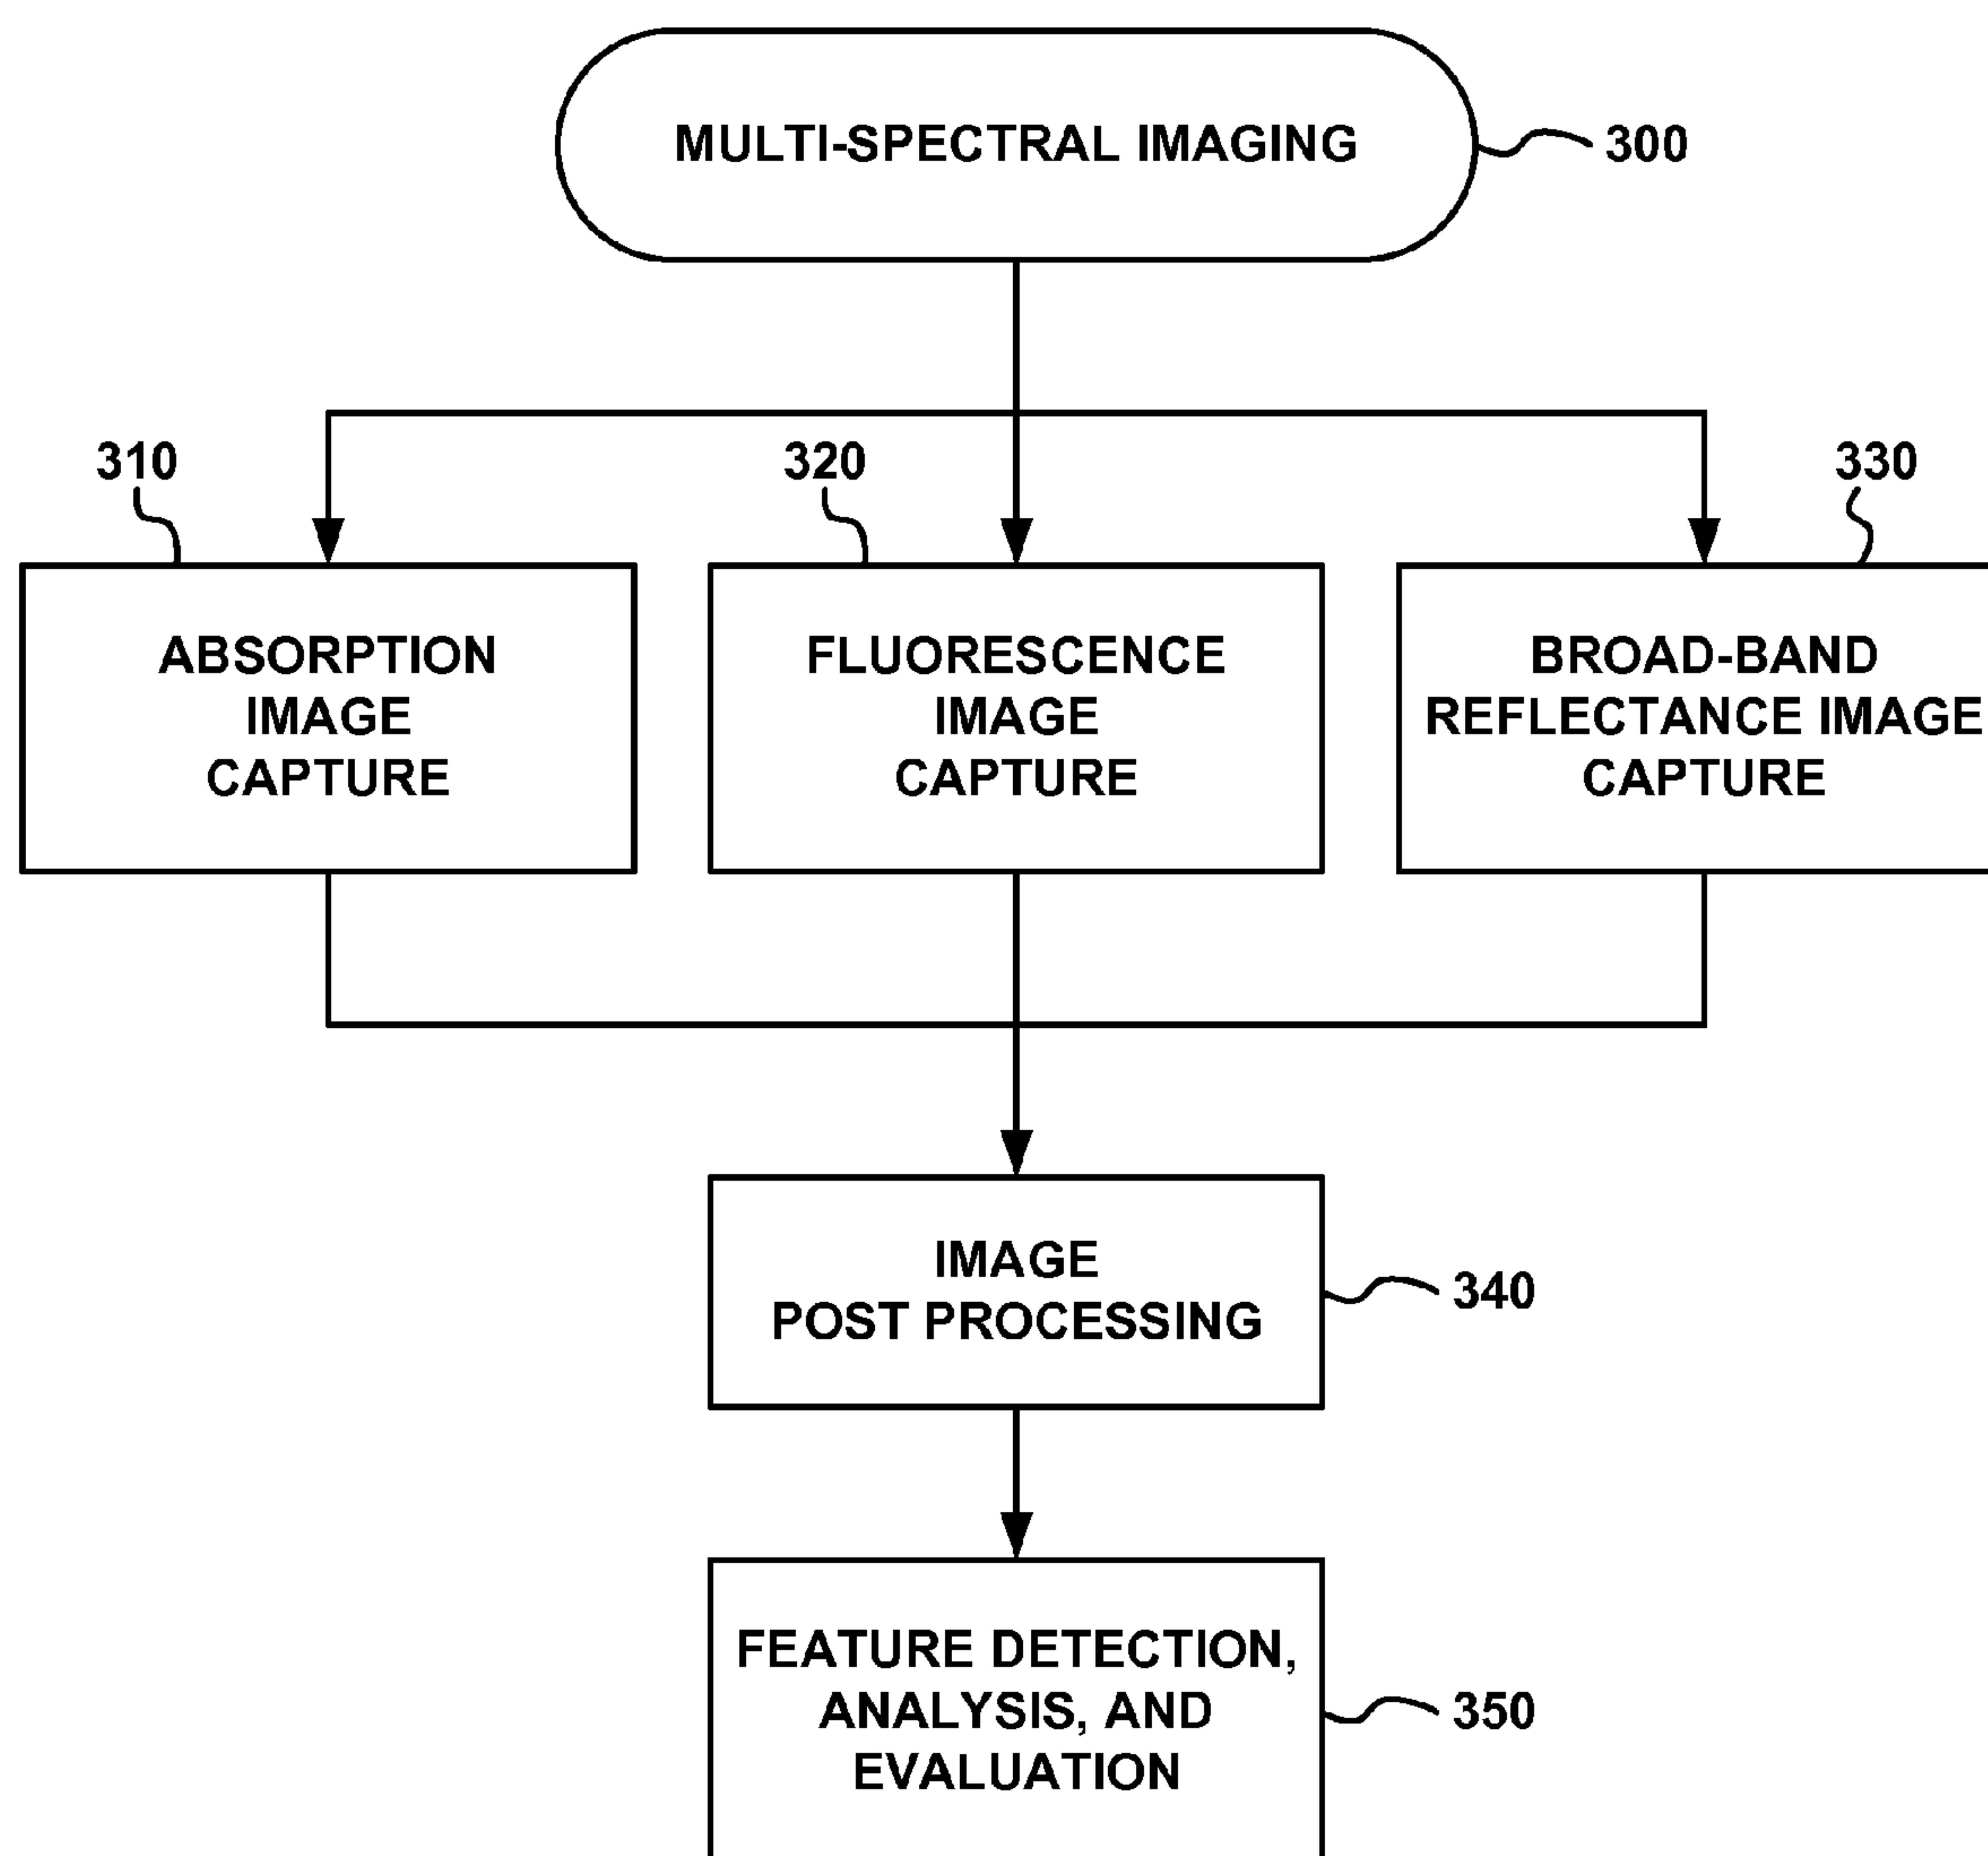 MULTI-SPECTRAL IMAGING
300
310
320
330
ABSORPTION
IMAGE
CAPTURE
FLUORESCENCE
IMAGE
CAPTURE
BROAD-BAND
REFLECTANCE IMAGE
CAPTURE
IMAGE
POST PROCESSING
340
FEATURE DETECTION,
ANALYSIS, AND
EVALUATION
350